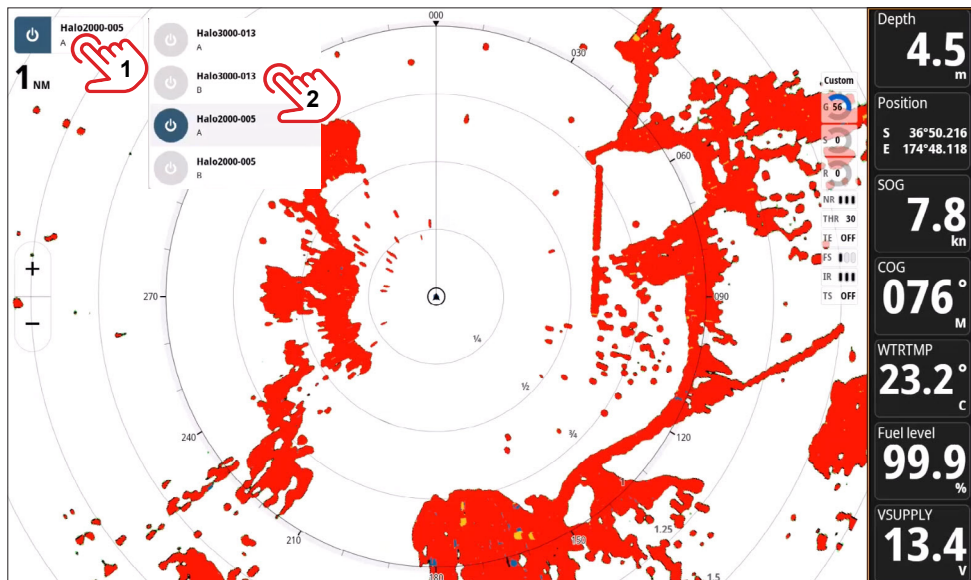 Halo2000-005
A
1 NM
1
Halo3000-013
A
Halo3000-013
B
2
Halo2000-005
A
Halo2000-005
B
000
030
060
090
120
150
180
210
240
270
¼
½
¾
1
1.25
1.5
+
−
Custom
G 56
S 0
R 0
NR
THR 30
TE OFF
FS
IR
TS OFF
Depth
4.5
m
Position
S 36°50.216
E 174°48.118
SOG
7.8
kn
COG
076°
M
WTRTMP
23.2°
C
Fuel level
99.9
%
VSUPPLY
13.4
V